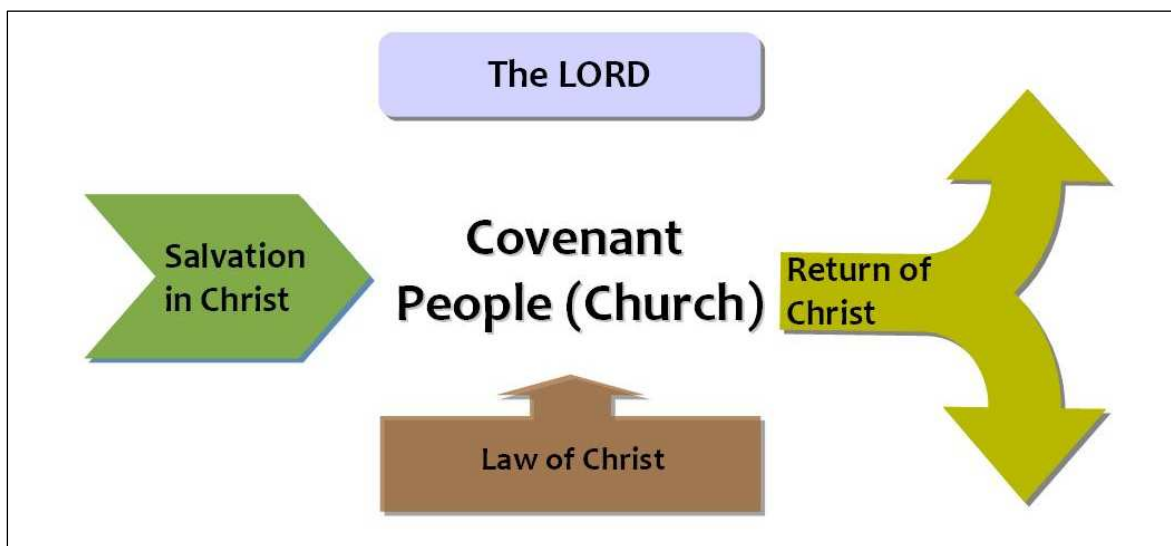 The LORD
Salvation
in Christ
Covenant
People (Church)
Return of
Christ
Law of Christ